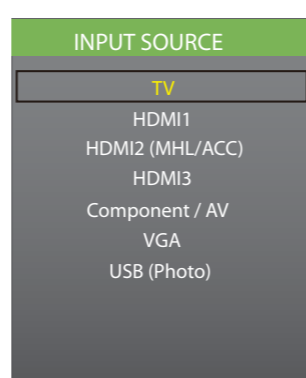 INPUT SOURCE
TV
HDMI1
HDMI2 (MHL/ACC)
HDMI3
Component / AV
VGA
USB (Photo)